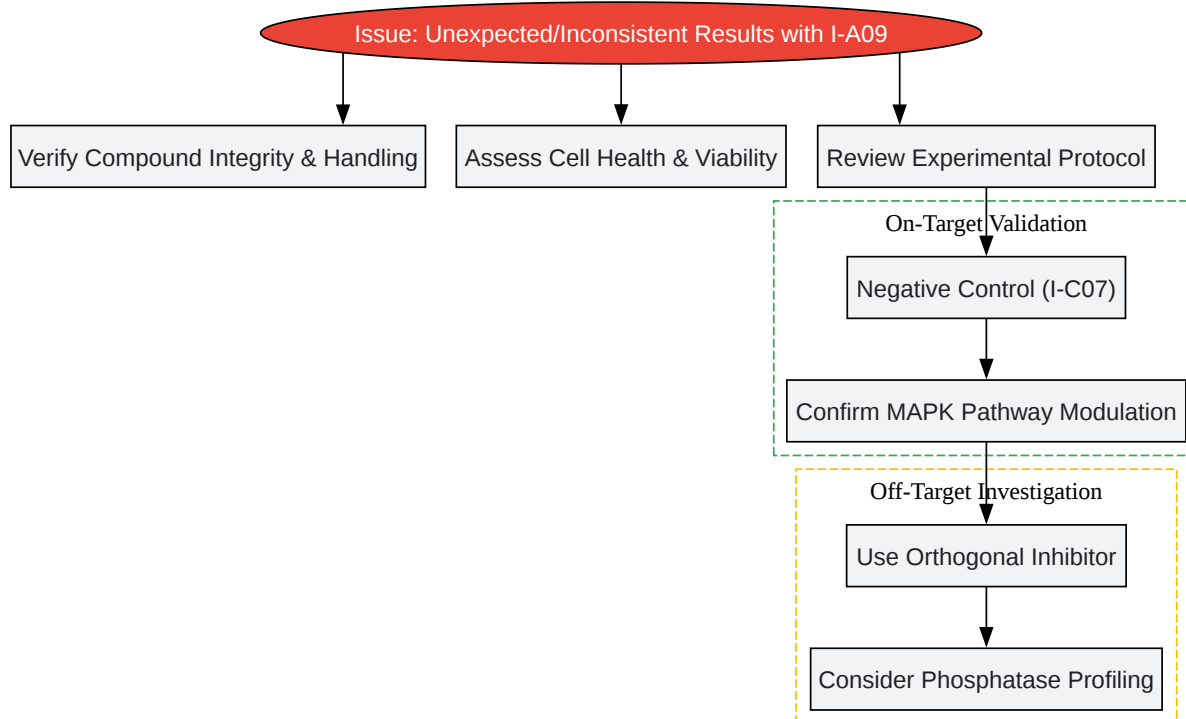 Issue: Unexpected/Inconsistent Results with I-A09
Verify Compound Integrity & Handling
Assess Cell Health & Viability
Review Experimental Protocol
On-Target Validation
Negative Control (I-C07)
Confirm MAPK Pathway Modulation
Off-Target Investigation
Use Orthogonal Inhibitor
Consider Phosphatase Profiling